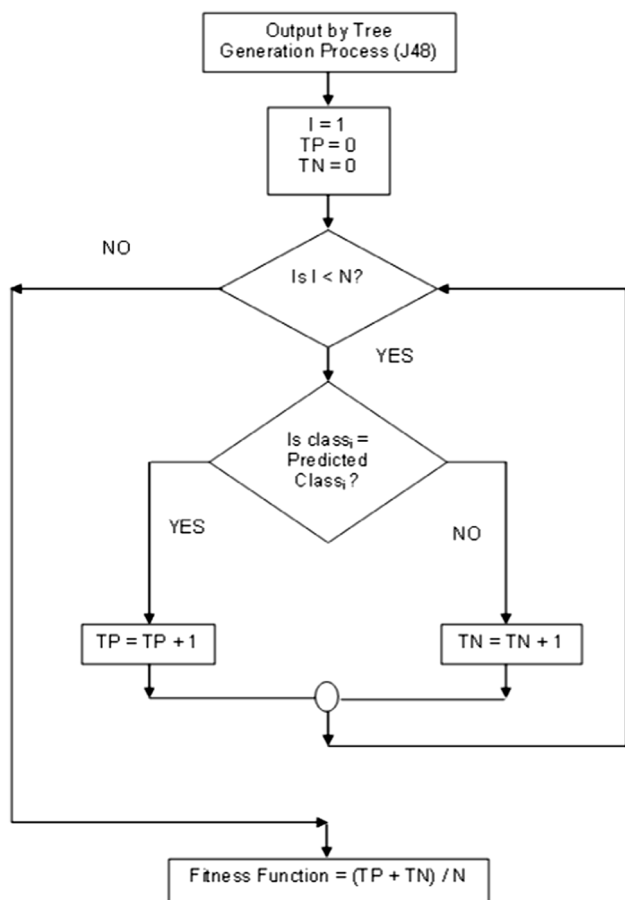 Output by Tree
Generation Process (J48)
I = 1
TP = 0
TN = 0
NO
Is I < N?
YES
Is classᵢ =
Predicted
Classᵢ?
YES
NO
TP = TP + 1
TN = TN + 1
Fitness Function = (TP + TN) / N